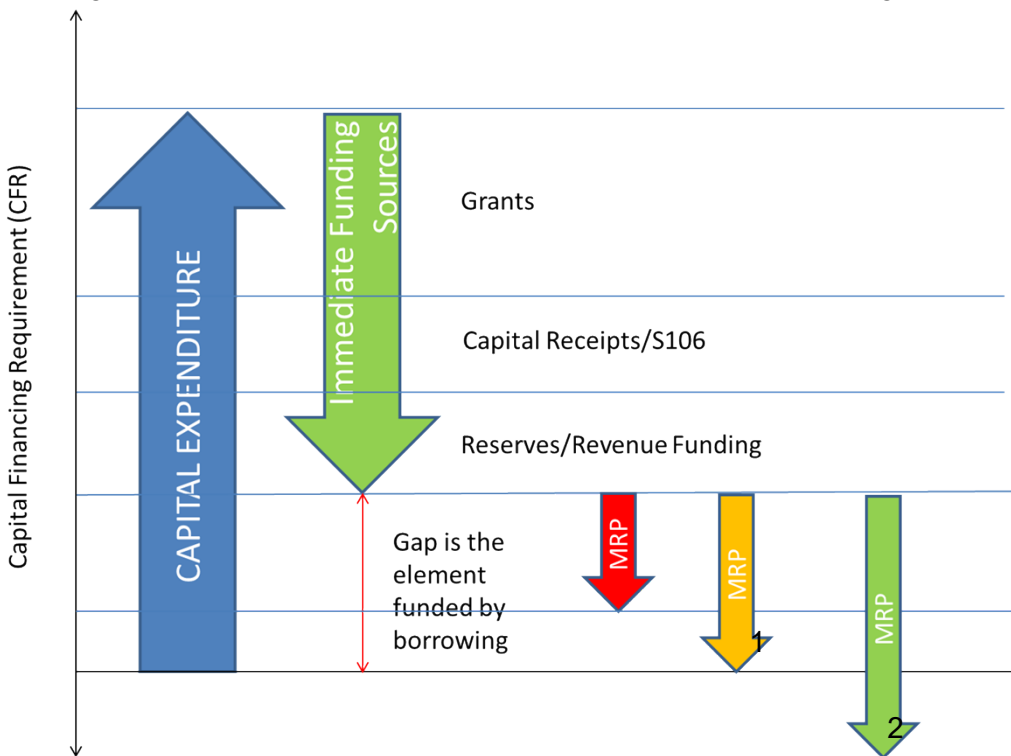 Capital Financing Requirement (CFR)
CAPITAL EXPENDITURE
Immediate Funding
Sources
Grants
Capital Receipts/S106
Reserves/Revenue Funding
Gap is the
element
funded by
borrowing
MRP
MRP
1
MRP
2